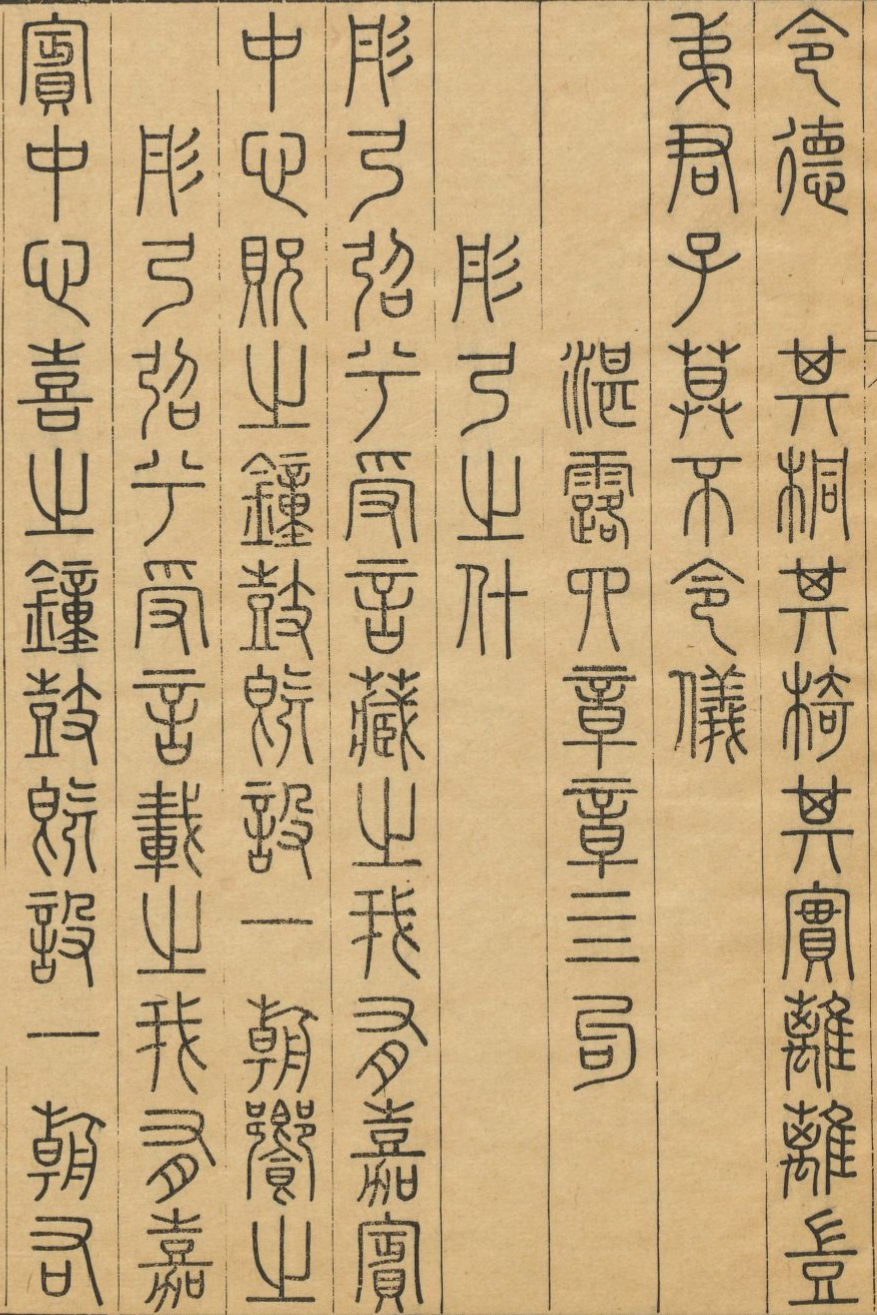 令德　其桐其椅其實離離豈
弟君子莫不令儀
湛露四章章四句
彤弓之什
彤弓弨兮受言藏之我有嘉賓
中心貺之鐘鼓既設一朝饗之
彤弓弨兮受言載之我有嘉
賓中心喜之鐘鼓既設一朝右